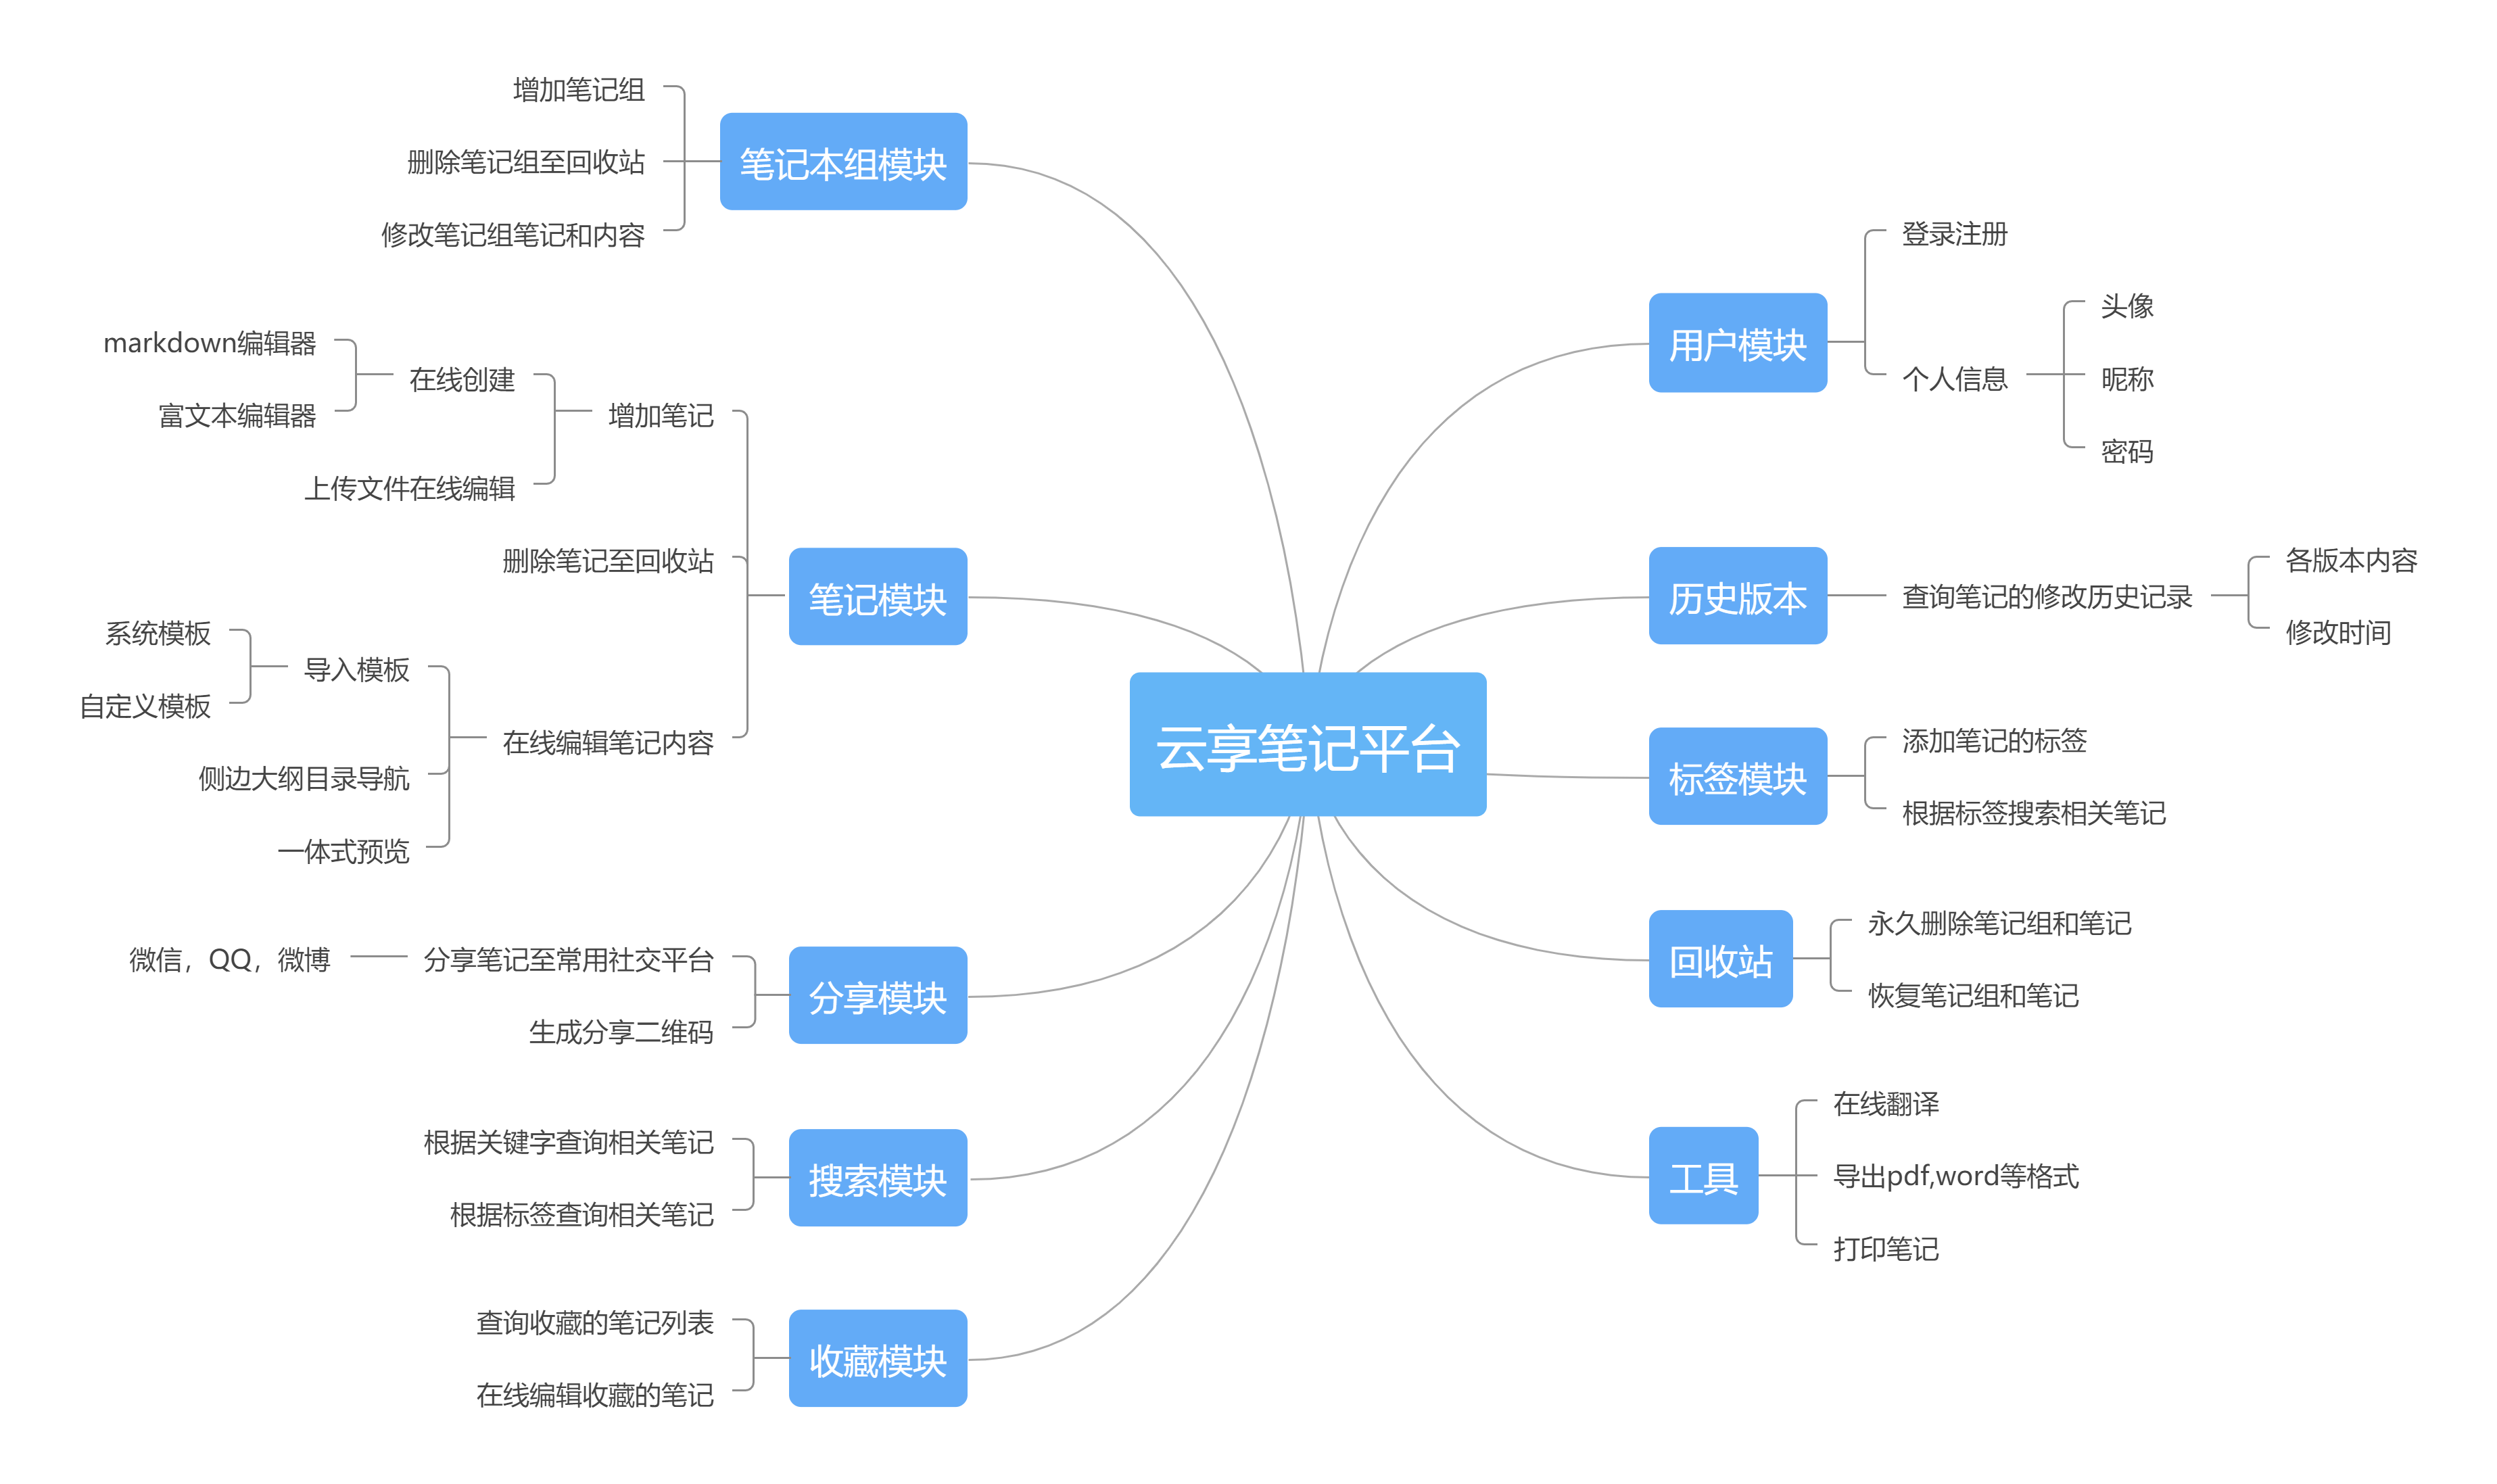 云享笔记平台
笔记本组模块
增加笔记组
删除笔记组至回收站
修改笔记组笔记和内容
笔记模块
增加笔记
在线创建
markdown编辑器
富文本编辑器
上传文件在线编辑
删除笔记至回收站
在线编辑笔记内容
导入模板
系统模板
自定义模板
侧边大纲目录导航
一体式预览
分享模块
分享笔记至常用社交平台
微信，QQ，微博
生成分享二维码
搜索模块
根据关键字查询相关笔记
根据标签查询相关笔记
收藏模块
查询收藏的笔记列表
在线编辑收藏的笔记
用户模块
登录注册
个人信息
头像
昵称
密码
历史版本
查询笔记的修改历史记录
各版本内容
修改时间
标签模块
添加笔记的标签
根据标签搜索相关笔记
回收站
永久删除笔记组和笔记
恢复笔记组和笔记
工具
在线翻译
导出pdf,word等格式
打印笔记